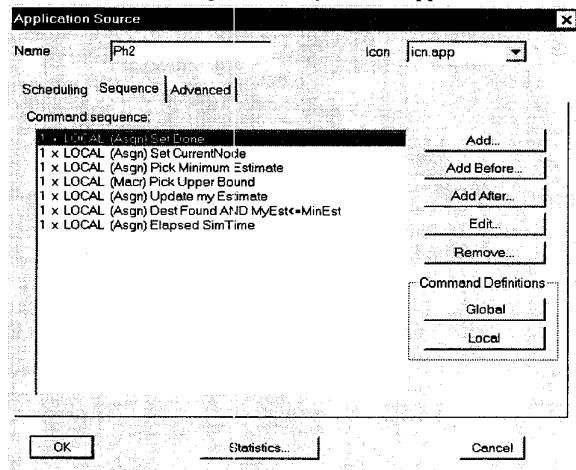 Application Source
Name Ph2 Icon icn.app
Scheduling Sequence Advanced
Command sequence:
1 x LOCAL (Asgn) Set Done
1 x LOCAL (Asgn) Set CurrentNode
1 x LOCAL (Asgn) Pick Minimum Estimate
1 x LOCAL (Macr) Pick Upper Bound
1 x LOCAL (Asgn) Update my Estimate
1 x LOCAL (Asgn) Dest Found AND MyEst<=MinEst
1 x LOCAL (Asgn) Elapsed SimTime
Add...
Add Before...
Add After...
Edit...
Remove...
Command Definitions
Global
Local
OK Statistics... Cancel